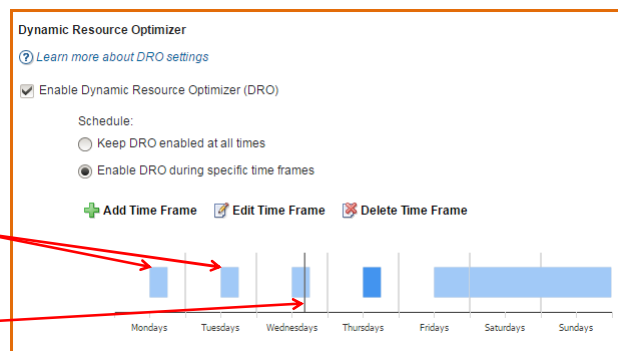 Dynamic Resource Optimizer
? Learn more about DRO settings
Enable Dynamic Resource Optimizer (DRO)
Schedule:
Keep DRO enabled at all times
Enable DRO during specific time frames
Add Time Frame Edit Time Frame Delete Time Frame
Mondays Tuesdays Wednesdays Thursdays Fridays Saturdays Sundays